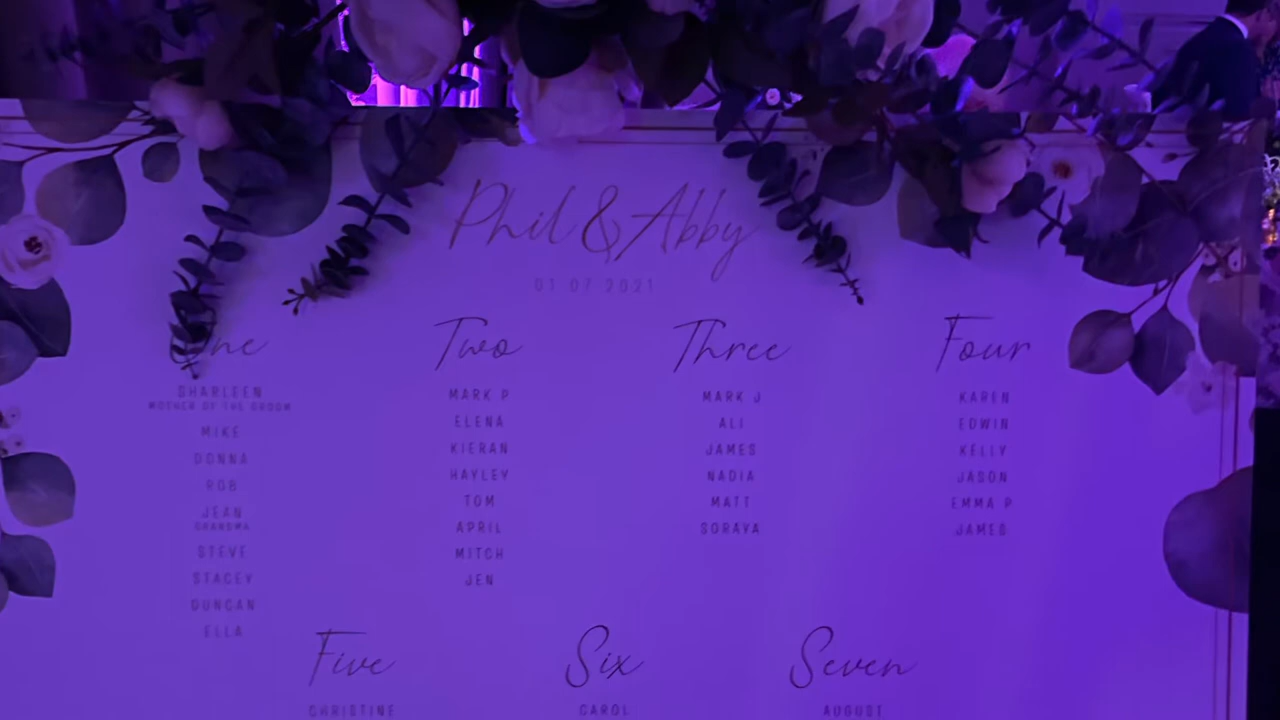 Phil & Abby
01 07 2021
One
SHARLEEN
MOTHER OF THE GROOM
MIKE
DONNA
ROB
JEAN
GRANDMA
STEVE
STACEY
DUNCAN
ELLA
Two
MARK P
ELENA
KIERAN
HAYLEY
TOM
APRIL
MITCH
JEN
Three
MARK J
ALI
JAMES
NADIA
MATT
SORAYA
Four
KAREN
EDWIN
KELLY
JASON
EMMA P
JAMES
Five
CHRISTINE
Six
CAROL
Seven
AUGUST